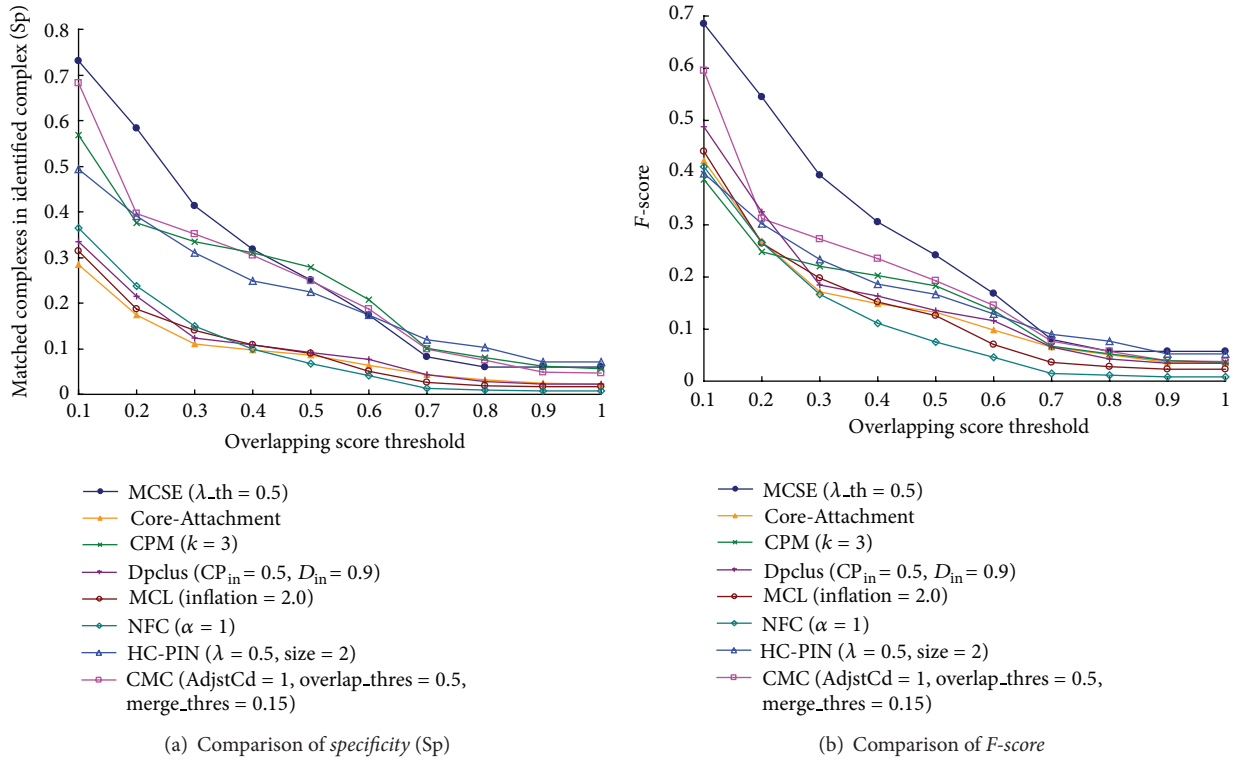 Matched complexes in identified complex (Sp)
0.8
0.7
0.6
0.5
0.4
0.3
0.2
0.1
0
0.1 0.2 0.3 0.4 0.5 0.6 0.7 0.8 0.9 1
Overlapping score threshold
MCSE (λ_th = 0.5)
Core-Attachment
CPM (k = 3)
Dpclus (CP_in = 0.5, D_in = 0.9)
MCL (inflation = 2.0)
NFC (α = 1)
HC-PIN (λ = 0.5, size = 2)
CMC (AdjstCd = 1, overlap_thres = 0.5,
merge_thres = 0.15)
(a) Comparison of specificity (Sp)
F-score
0.7
0.6
0.5
0.4
0.3
0.2
0.1
0
0.1 0.2 0.3 0.4 0.5 0.6 0.7 0.8 0.9 1
Overlapping score threshold
MCSE (λ_th = 0.5)
Core-Attachment
CPM (k = 3)
Dpclus (CP_in = 0.5, D_in = 0.9)
MCL (inflation = 2.0)
NFC (α = 1)
HC-PIN (λ = 0.5, size = 2)
CMC (AdjstCd = 1, overlap_thres = 0.5,
merge_thres = 0.15)
(b) Comparison of F-score